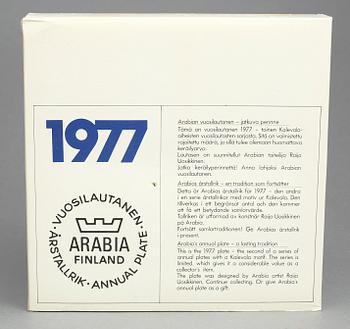 1977
VUOSILAUTANEN · ÅRSTALLRIK · ANNUAL PLATE ·
ARABIA
FINLAND
Arabian vuosilautanen – jatkuva perinne
Tämä on vuosilautanen 1977 – toinen Kalevala-
aiheisten vuosilautasten sarjasta. Sitä on valmistettu
rajoitettu määrä, ja sillä tulee olemaan huomattava
keräilyarvo.
Lautasen on suunnitellut Arabian taiteilija Raija
Uosikkinen.
Jatka keräilyperinnettä! Anna lahjaksi Arabian
vuosilautanen.
Arabias årstallrik – en tradition som fortsätter
Detta är Arabias årstallrik för 1977 – den andra
i en serie årstallrikar med motiv ur Kalevala. Den
tillverkas i ett begränsat antal och den kommer
att få ett betydande samlarvärde.
Tallriken är utformad av konstnär Raija Uosikkinen
på Arabia.
Fortsätt samlartraditionen! Ge Arabias årstallrik
i present.
Arabia's annual plate – a lasting tradition
This is the 1977 plate – the second of a series of
annual plates with a Kalevala motif. The series is
limited, which gives it a considerable value as a
collector's item.
The plate was designed by Arabia artist Raija
Uosikkinen. Continue collecting. Or give Arabia's
annual plate as a gift.